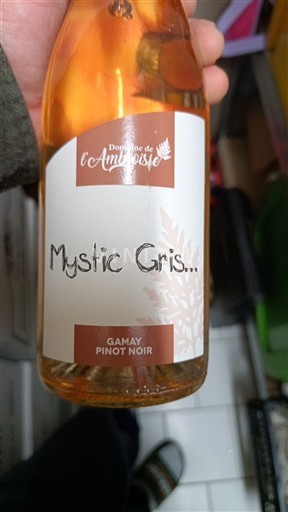 Domaine de
l'Ambroisie
Mystic Gris...
GAMAY
PINOT NOIR